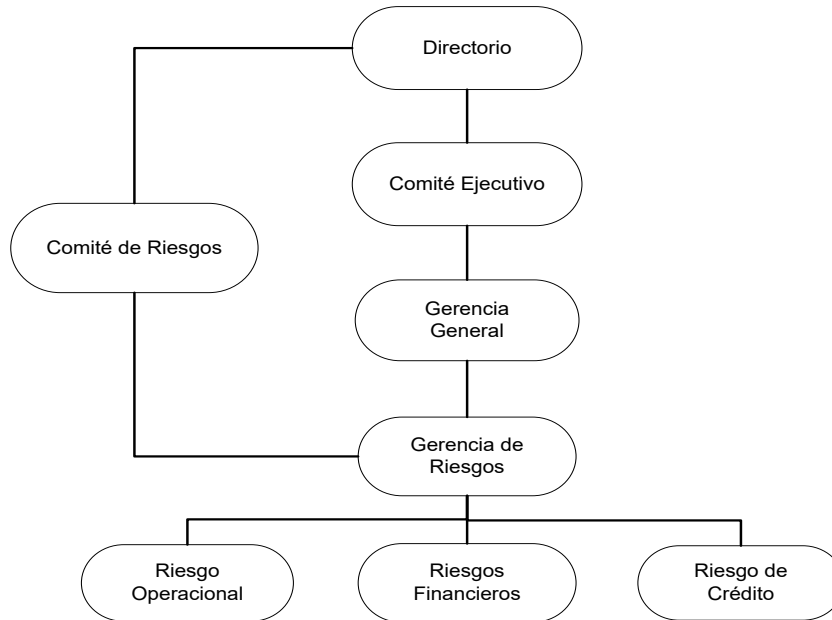 Directorio
Comité Ejecutivo
Comité de Riesgos
Gerencia
General
Gerencia de
Riesgos
Riesgo
Operacional
Riesgos
Financieros
Riesgo de
Crédito